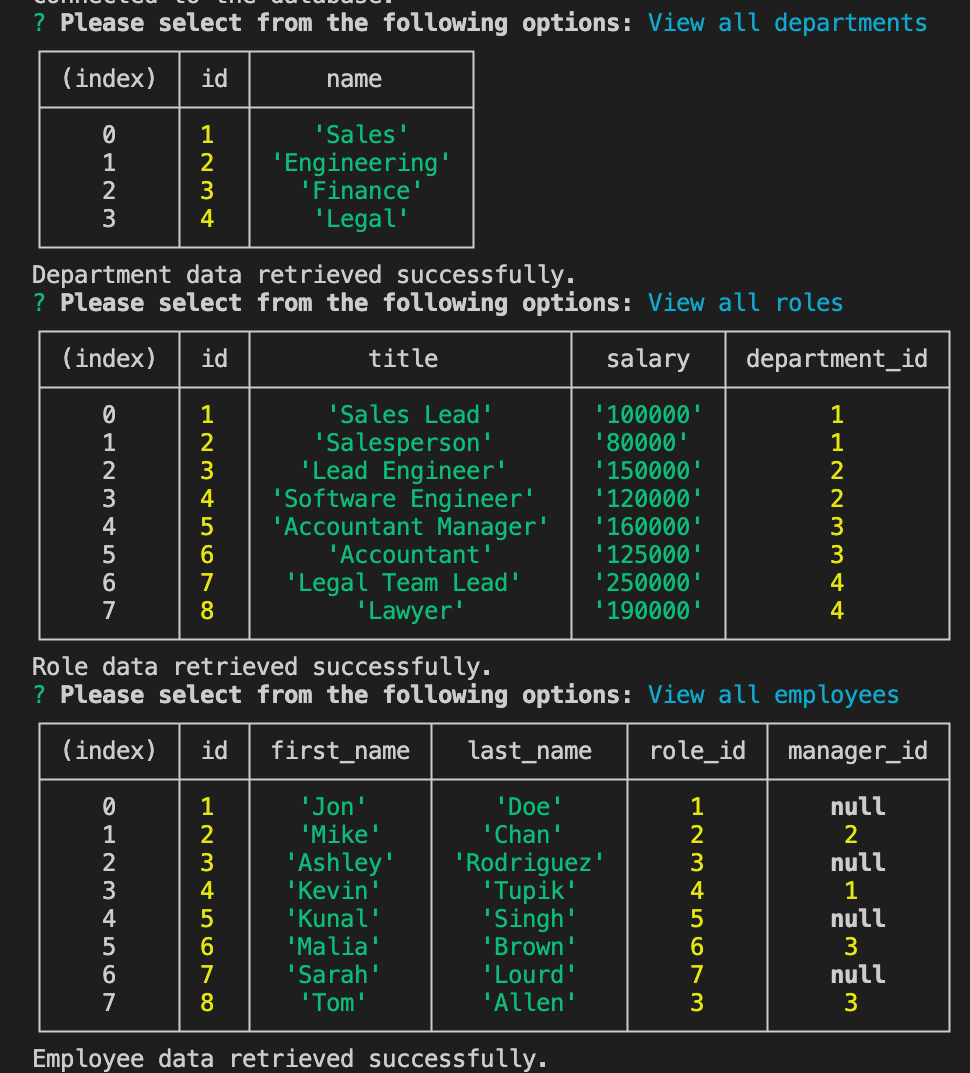 Connected to the database.
? Please select from the following options: View all departments
(index) id name
0 1 'Sales'
1 2 'Engineering'
2 3 'Finance'
3 4 'Legal'
Department data retrieved successfully.
? Please select from the following options: View all roles
(index) id title salary department_id
0 1 'Sales Lead' '100000' 1
1 2 'Salesperson' '80000' 1
2 3 'Lead Engineer' '150000' 2
3 4 'Software Engineer' '120000' 2
4 5 'Accountant Manager' '160000' 3
5 6 'Accountant' '125000' 3
6 7 'Legal Team Lead' '250000' 4
7 8 'Lawyer' '190000' 4
Role data retrieved successfully.
? Please select from the following options: View all employees
(index) id first_name last_name role_id manager_id
0 1 'Jon' 'Doe' 1 null
1 2 'Mike' 'Chan' 2 2
2 3 'Ashley' 'Rodriguez' 3 null
3 4 'Kevin' 'Tupik' 4 1
4 5 'Kunal' 'Singh' 5 null
5 6 'Malia' 'Brown' 6 3
6 7 'Sarah' 'Lourd' 7 null
7 8 'Tom' 'Allen' 3 3
Employee data retrieved successfully.